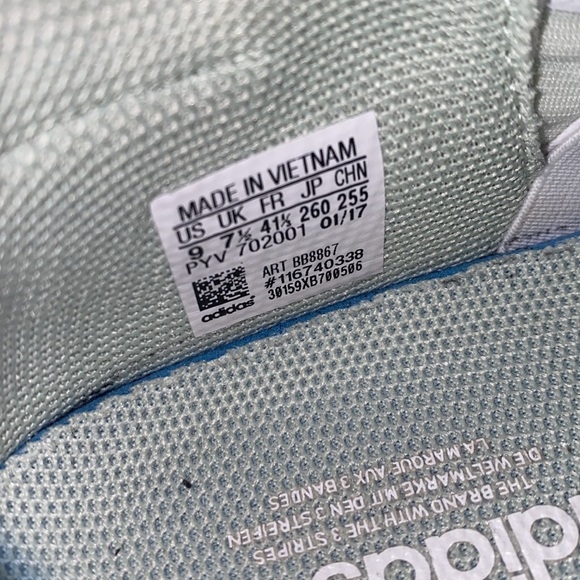 MADE IN VIETNAM
US UK FR JP CHN
9 7½ 41⅓ 260 255
PYV 702001 01/17
ART BB8867
#116740338
30159XB700506
adidas
THE BRAND WITH THE 3 STRIPES
DIE WELTMARKE MIT DEN 3 STREIFEN
LA MARQUE AUX 3 BANDES
adidas